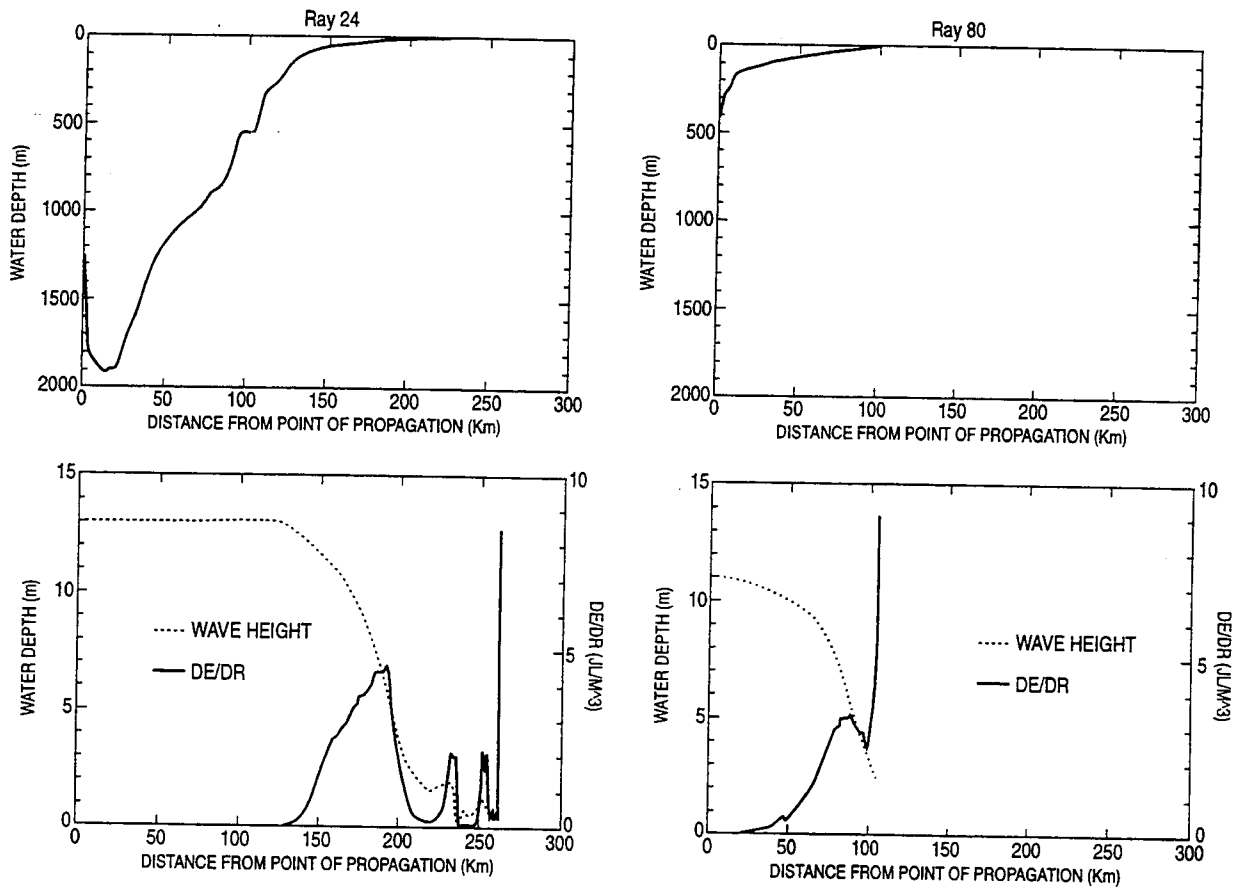 Ray 24
0
500
1000
1500
2000
WATER DEPTH (m)
0 50 100 150 200 250 300
DISTANCE FROM POINT OF PROPAGATION (Km)
Ray 80
0
500
1000
1500
2000
WATER DEPTH (m)
0 50 100 150 200 250 300
DISTANCE FROM POINT OF PROPAGATION (Km)
15
10
5
0
WATER DEPTH (m)
WAVE HEIGHT
DE/DR
10
5
0
DE/DR (JL/M^3)
0 50 100 150 200 250 300
DISTANCE FROM POINT OF PROPAGATION (Km)
15
10
5
0
WATER DEPTH (m)
WAVE HEIGHT
DE/DR
10
5
0
DE/DR (JL/M^3)
0 50 100 150 200 250 300
DISTANCE FROM POINT OF PROPAGATION (Km)